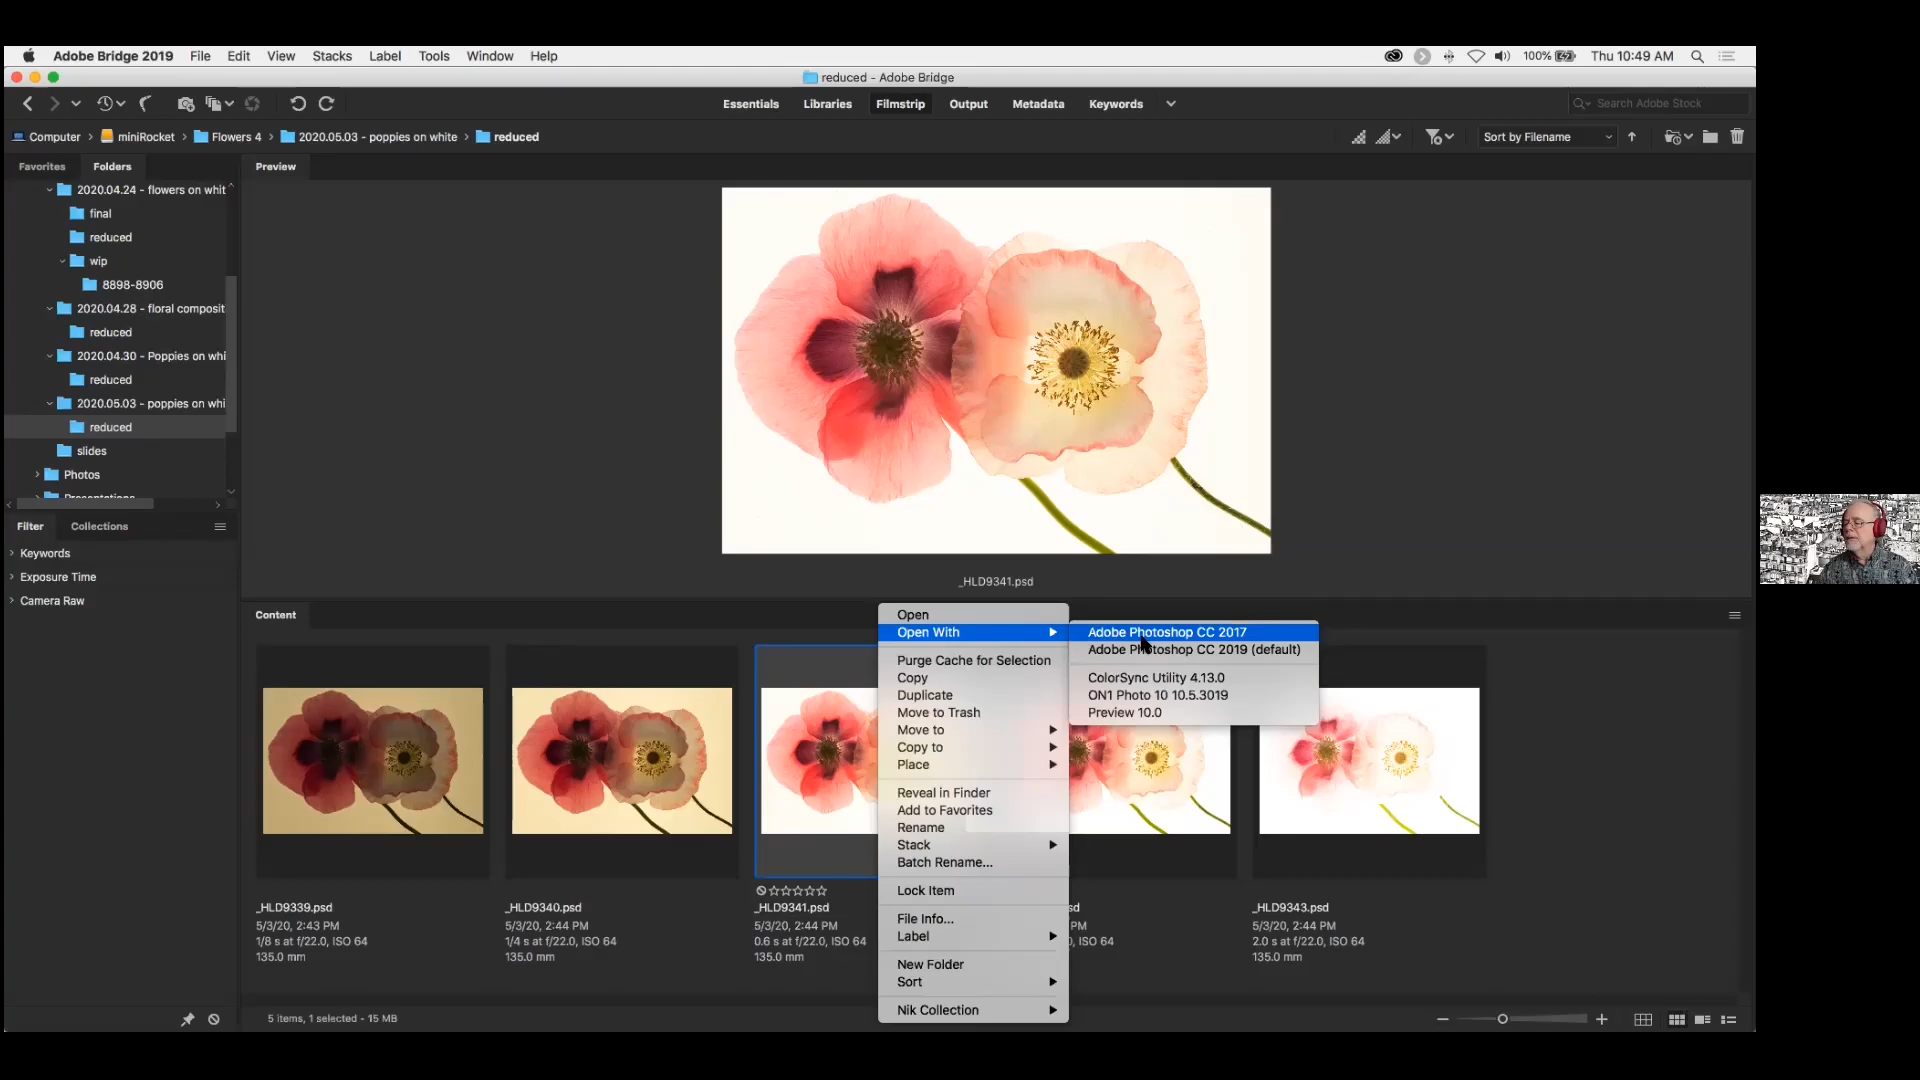 Adobe Bridge 2019 File Edit View Stacks Label Tools Window Help 100% Thu 10:49 AM
reduced - Adobe Bridge
Essentials Libraries Filmstrip Output Metadata Keywords Search Adobe Stock
Computer miniRocket Flowers 4 2020.05.03 - poppies on white reduced Sort by Filename
Favorites Folders Preview
2020.04.24 - flowers on whit
final
reduced
wip
8898-8906
2020.04.28 - floral composit
reduced
2020.04.30 - Poppies on whi
reduced
2020.05.03 - poppies on whi
reduced
slides
Photos
Presentations
Filter Collections
Keywords
Exposure Time
Camera Raw
_HLD9341.psd
Content
Open
Open With
Purge Cache for Selection
Copy
Duplicate
Move to Trash
Move to
Copy to
Place
Reveal in Finder
Add to Favorites
Rename
Stack
Batch Rename...
Lock Item
File Info...
Label
New Folder
Sort
Nik Collection
Adobe Photoshop CC 2017
Adobe Photoshop CC 2019 (default)
ColorSync Utility 4.13.0
ON1 Photo 10 10.5.3019
Preview 10.0
_HLD9339.psd
5/3/20, 2:43 PM
1/8 s at f/22.0, ISO 64
135.0 mm
_HLD9340.psd
5/3/20, 2:44 PM
1/4 s at f/22.0, ISO 64
135.0 mm
_HLD9341.psd
5/3/20, 2:44 PM
0.6 s at f/22.0, ISO 64
135.0 mm
sd
PM
), ISO 64
_HLD9343.psd
5/3/20, 2:44 PM
2.0 s at f/22.0, ISO 64
135.0 mm
5 items, 1 selected - 15 MB